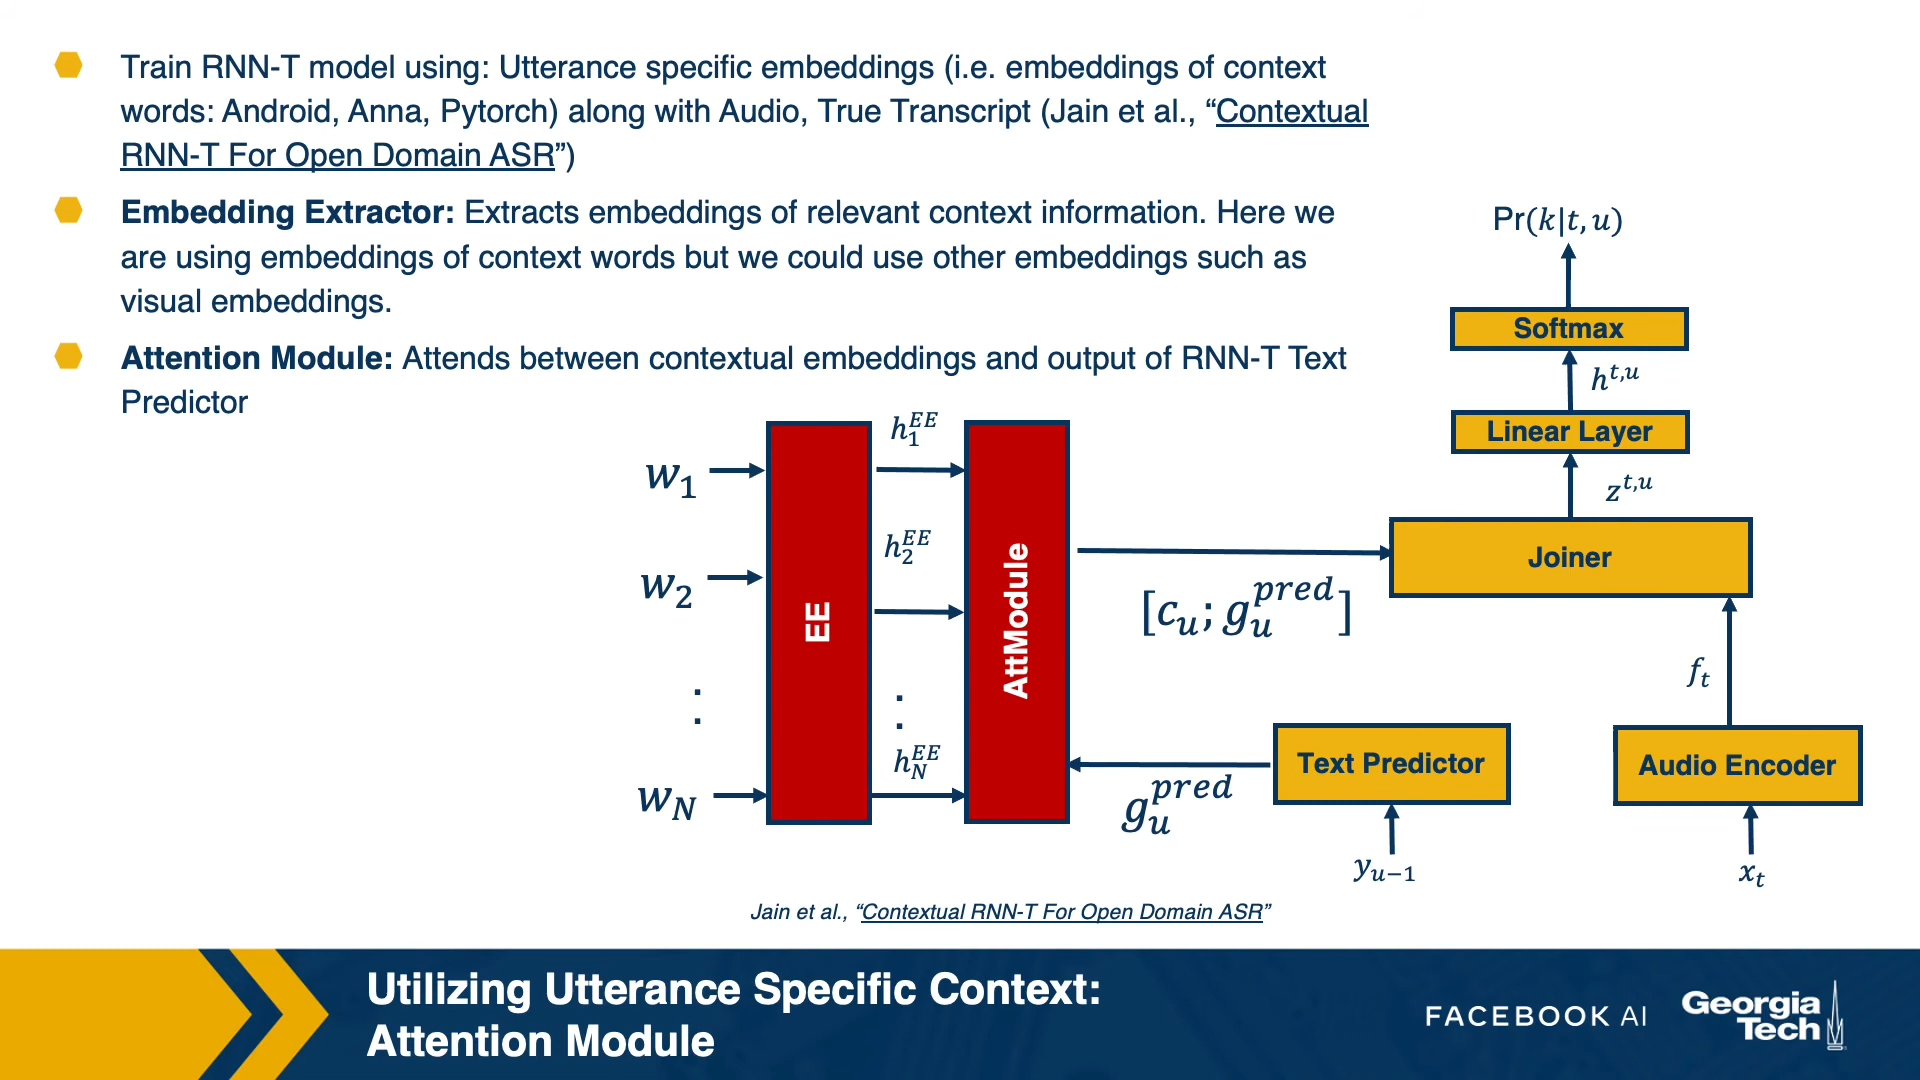 Train RNN-T model using: Utterance specific embeddings (i.e. embeddings of context
words: Android, Anna, Pytorch) along with Audio, True Transcript (Jain et al., “Contextual
RNN-T For Open Domain ASR”)
Embedding Extractor: Extracts embeddings of relevant context information. Here we
are using embeddings of context words but we could use other embeddings such as
visual embeddings.
Attention Module: Attends between contextual embeddings and output of RNN-T Text
Predictor
Pr(k|t, u)
Softmax
h^{t,u}
Linear Layer
z^{t,u}
Joiner
f_t
Audio Encoder
x_t
w_1
w_2
:
w_N
EE
h_1^{EE}
h_2^{EE}
:
h_N^{EE}
AttModule
[c_u; g_u^{pred}]
g_u^{pred}
Text Predictor
y_{u-1}
Jain et al., “Contextual RNN-T For Open Domain ASR”
Utilizing Utterance Specific Context:
Attention Module
FACEBOOK AI
Georgia
Tech